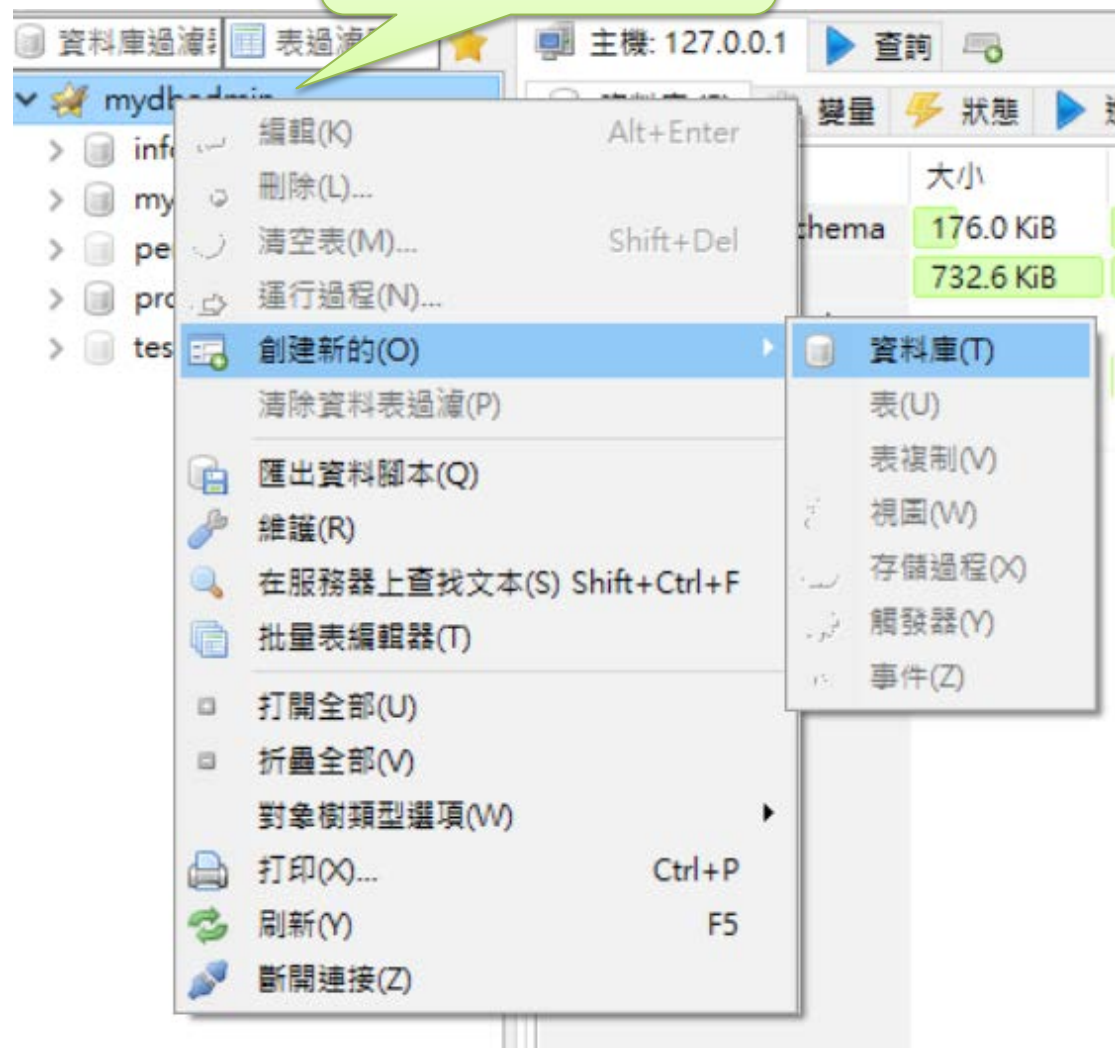 資料庫過濾 表過濾
主機: 127.0.0.1 查詢
變量 狀態
大小
176.0 KiB
732.6 KiB
編輯(K) Alt+Enter
刪除(L)...
清空表(M)... Shift+Del
運行過程(N)...
創建新的(O)
清除資料表過濾(P)
匯出資料腳本(Q)
維護(R)
在服務器上查找文本(S) Shift+Ctrl+F
批量表編輯器(T)
打開全部(U)
折疊全部(V)
對象樹類型選項(W)
打印(X)... Ctrl+P
刷新(Y) F5
斷開連接(Z)
資料庫(T)
表(U)
表複制(V)
視圖(W)
存儲過程(X)
觸發器(Y)
事件(Z)